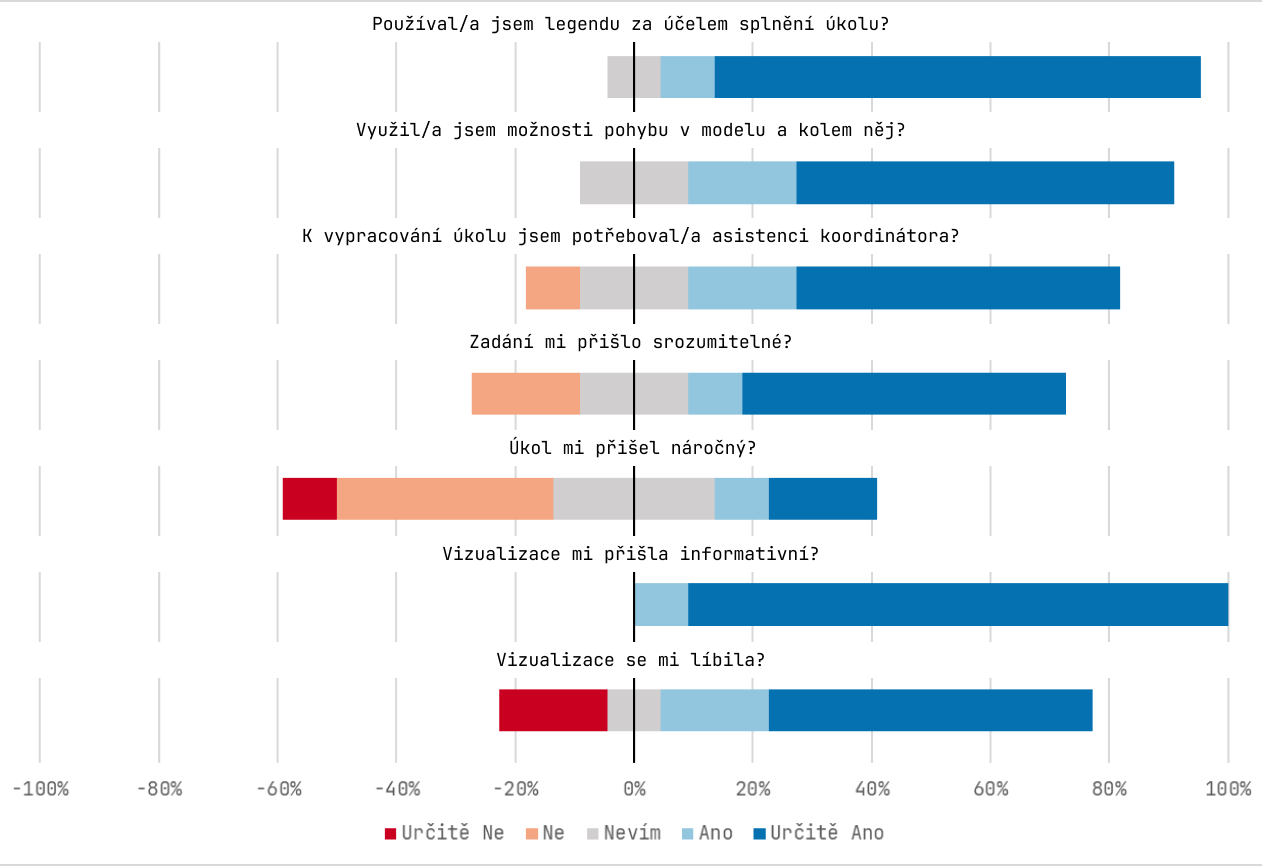 Používal/a jsem legendu za účelem splnění úkolu?
Využil/a jsem možnosti pohybu v modelu a kolem něj?
K vypracování úkolu jsem potřeboval/a asistenci koordinátora?
Zadání mi přišlo srozumitelné?
Úkol mi přišel náročný?
Vizualizace mi přišla informativní?
Vizualizace se mi líbila?
-100% -80% -60% -40% -20% 0% 20% 40% 60% 80% 100%
Určitě Ne Ne Nevím Ano Určitě Ano